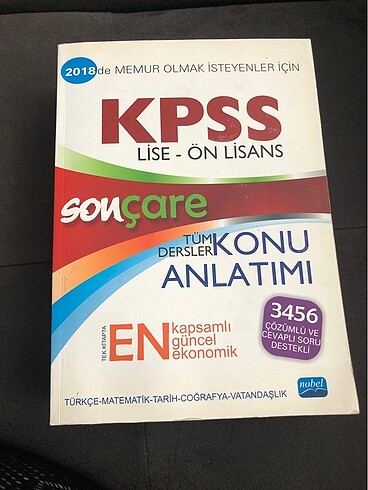 2018de MEMUR OLMAK İSTEYENLER İÇİN
KPSS
LİSE - ÖN LİSANS
sonçare
TÜM DERSLER KONU
ANLATIMI
TEK KİTAPTA
EN kapsamlı
güncel
ekonomik
3456
ÇÖZÜMLÜ VE
CEVAPLI SORU
DESTEKLİ
nobel
TÜRKÇE-MATEMATİK-TARİH-COĞRAFYA-VATANDAŞLIK